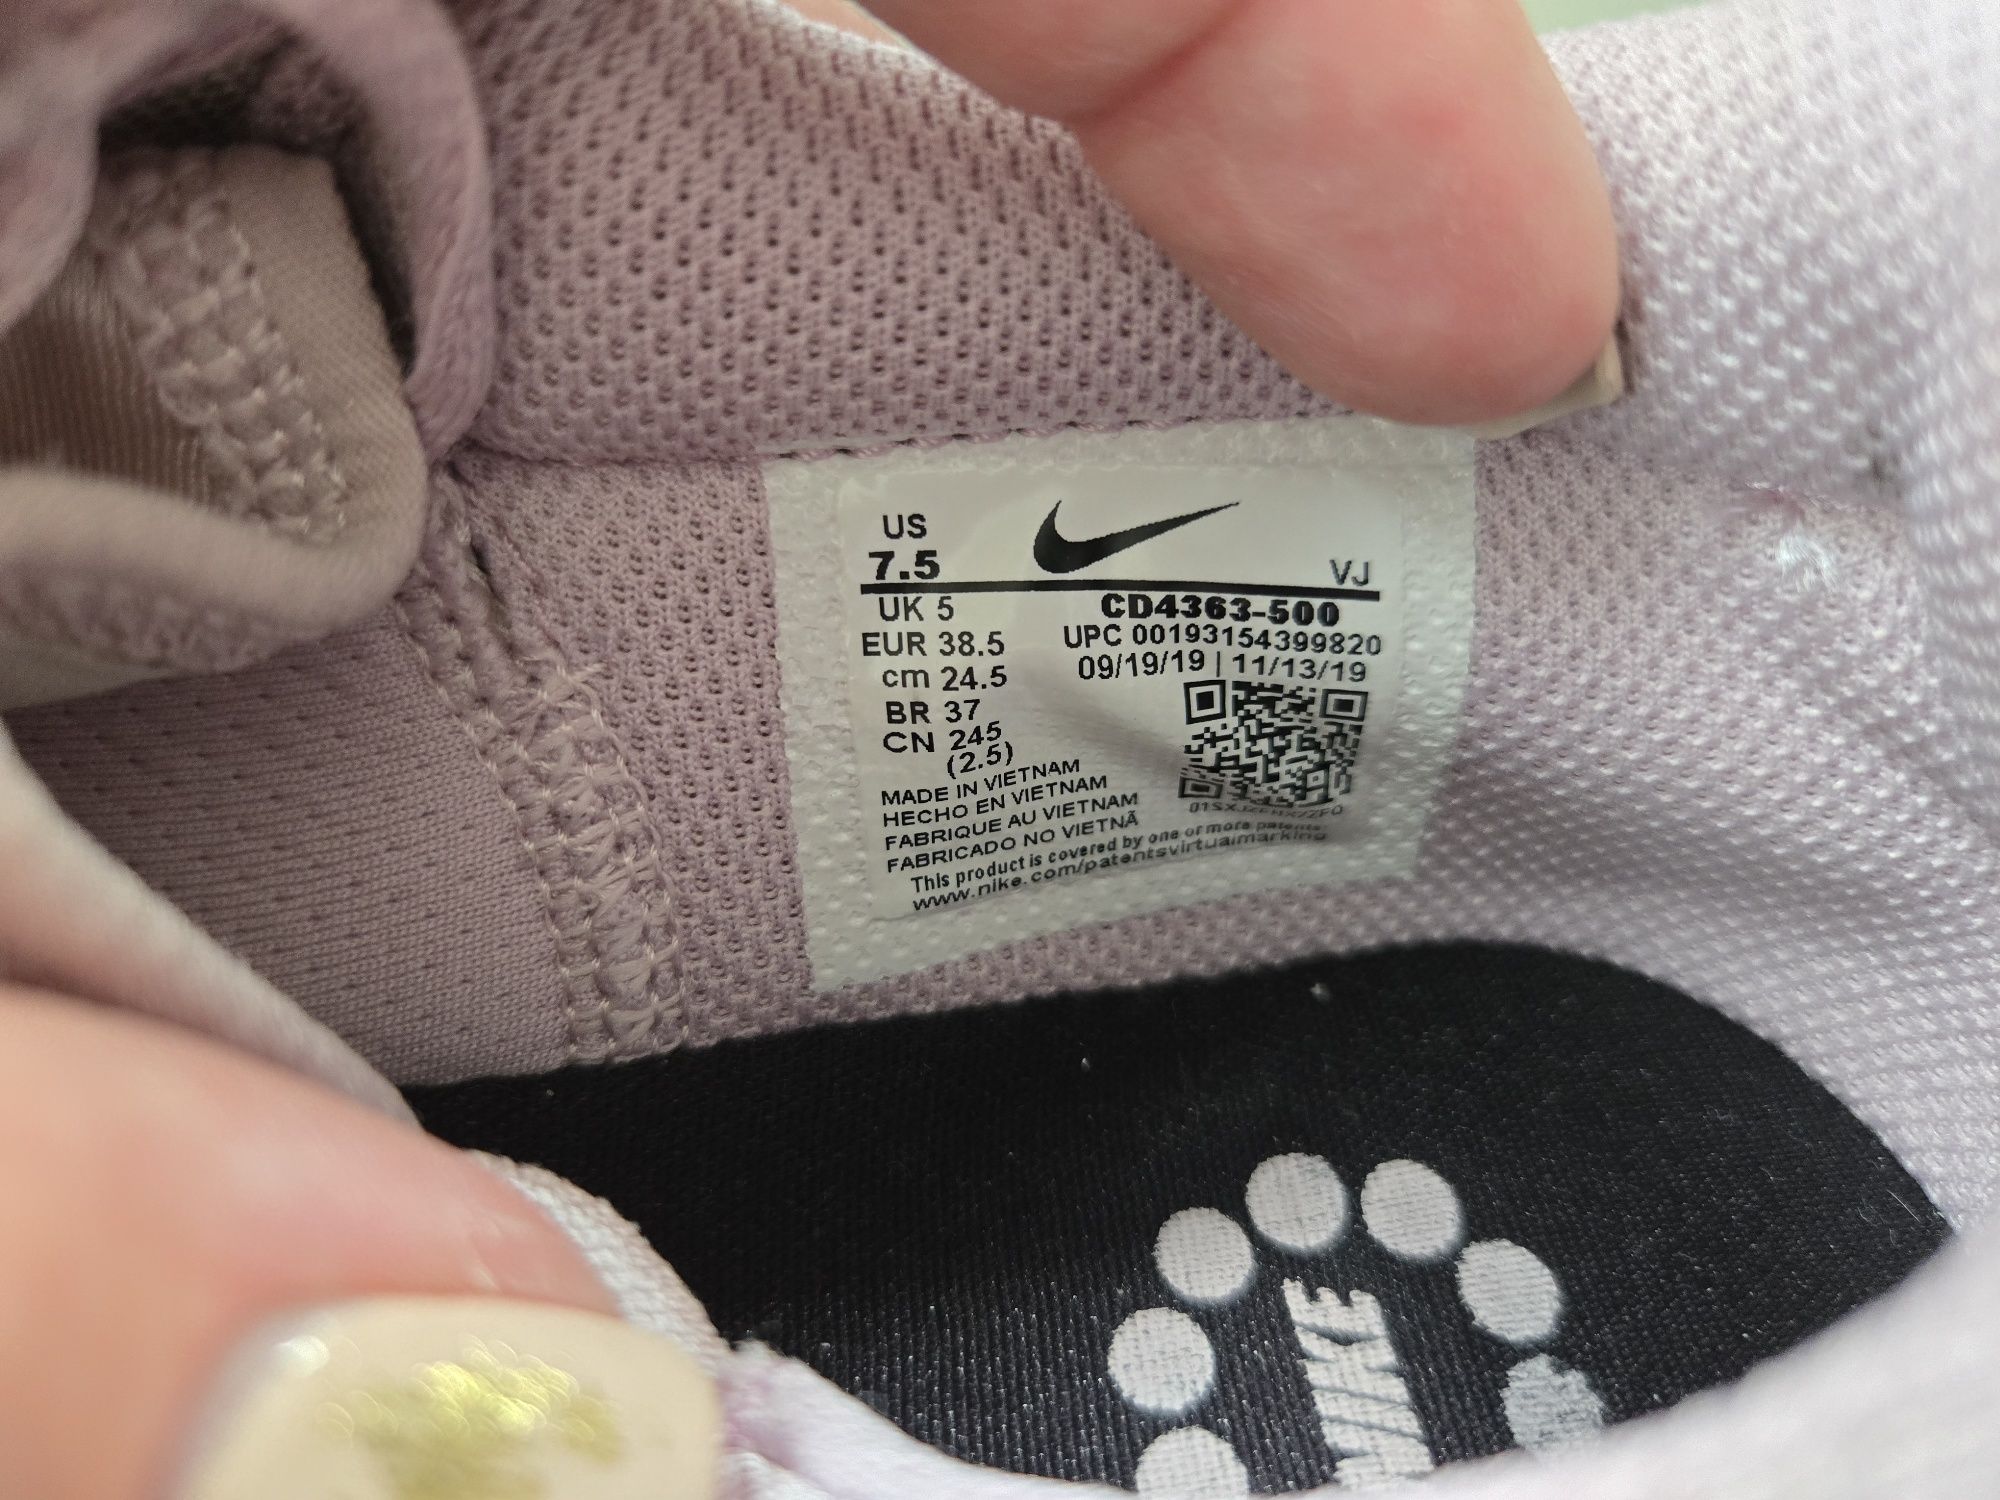 US
7.5
VJ
UK 5
CD4363-500
EUR 38.5
UPC 00193154399820
cm 24.5
09/19/19 | 11/13/19
BR 37
CN 245
(2.5)
MADE IN VIETNAM
HECHO EN VIETNAM
FABRIQUE AU VIETNAM
FABRICADO NO VIETNÃ
This product is covered by one or more patents:
www.nike.com/patentsvirtualmarking
NIKE